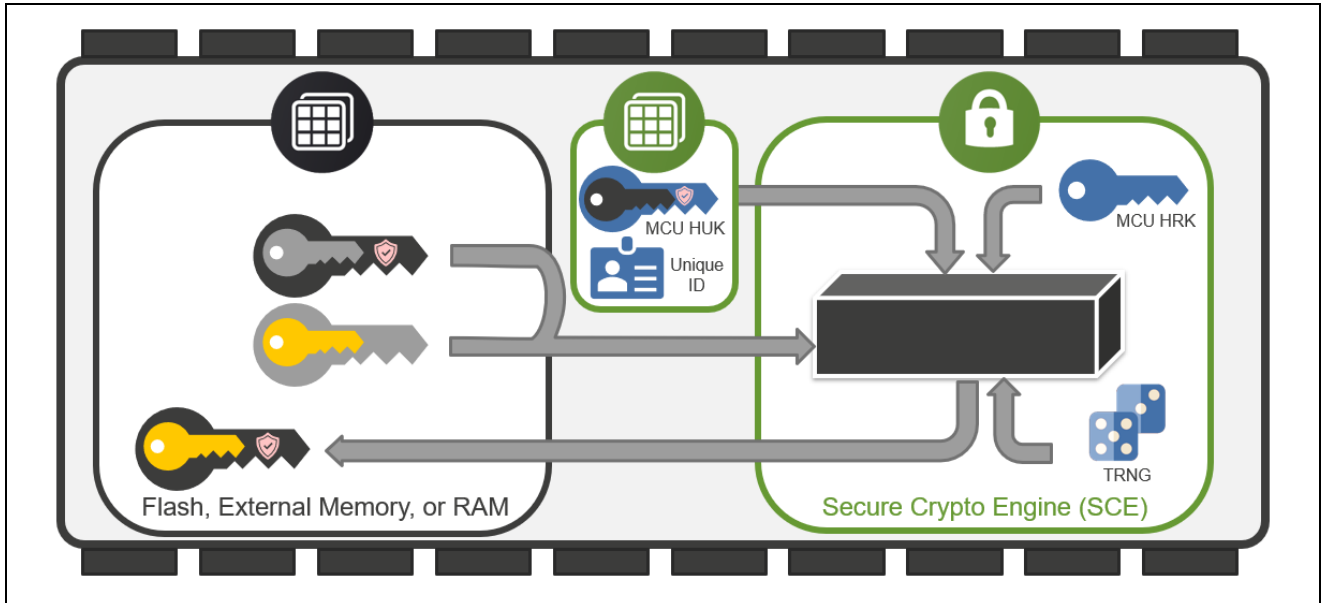 MCU HUK
Unique
ID
MCU HRK
TRNG
Flash, External Memory, or RAM
Secure Crypto Engine (SCE)